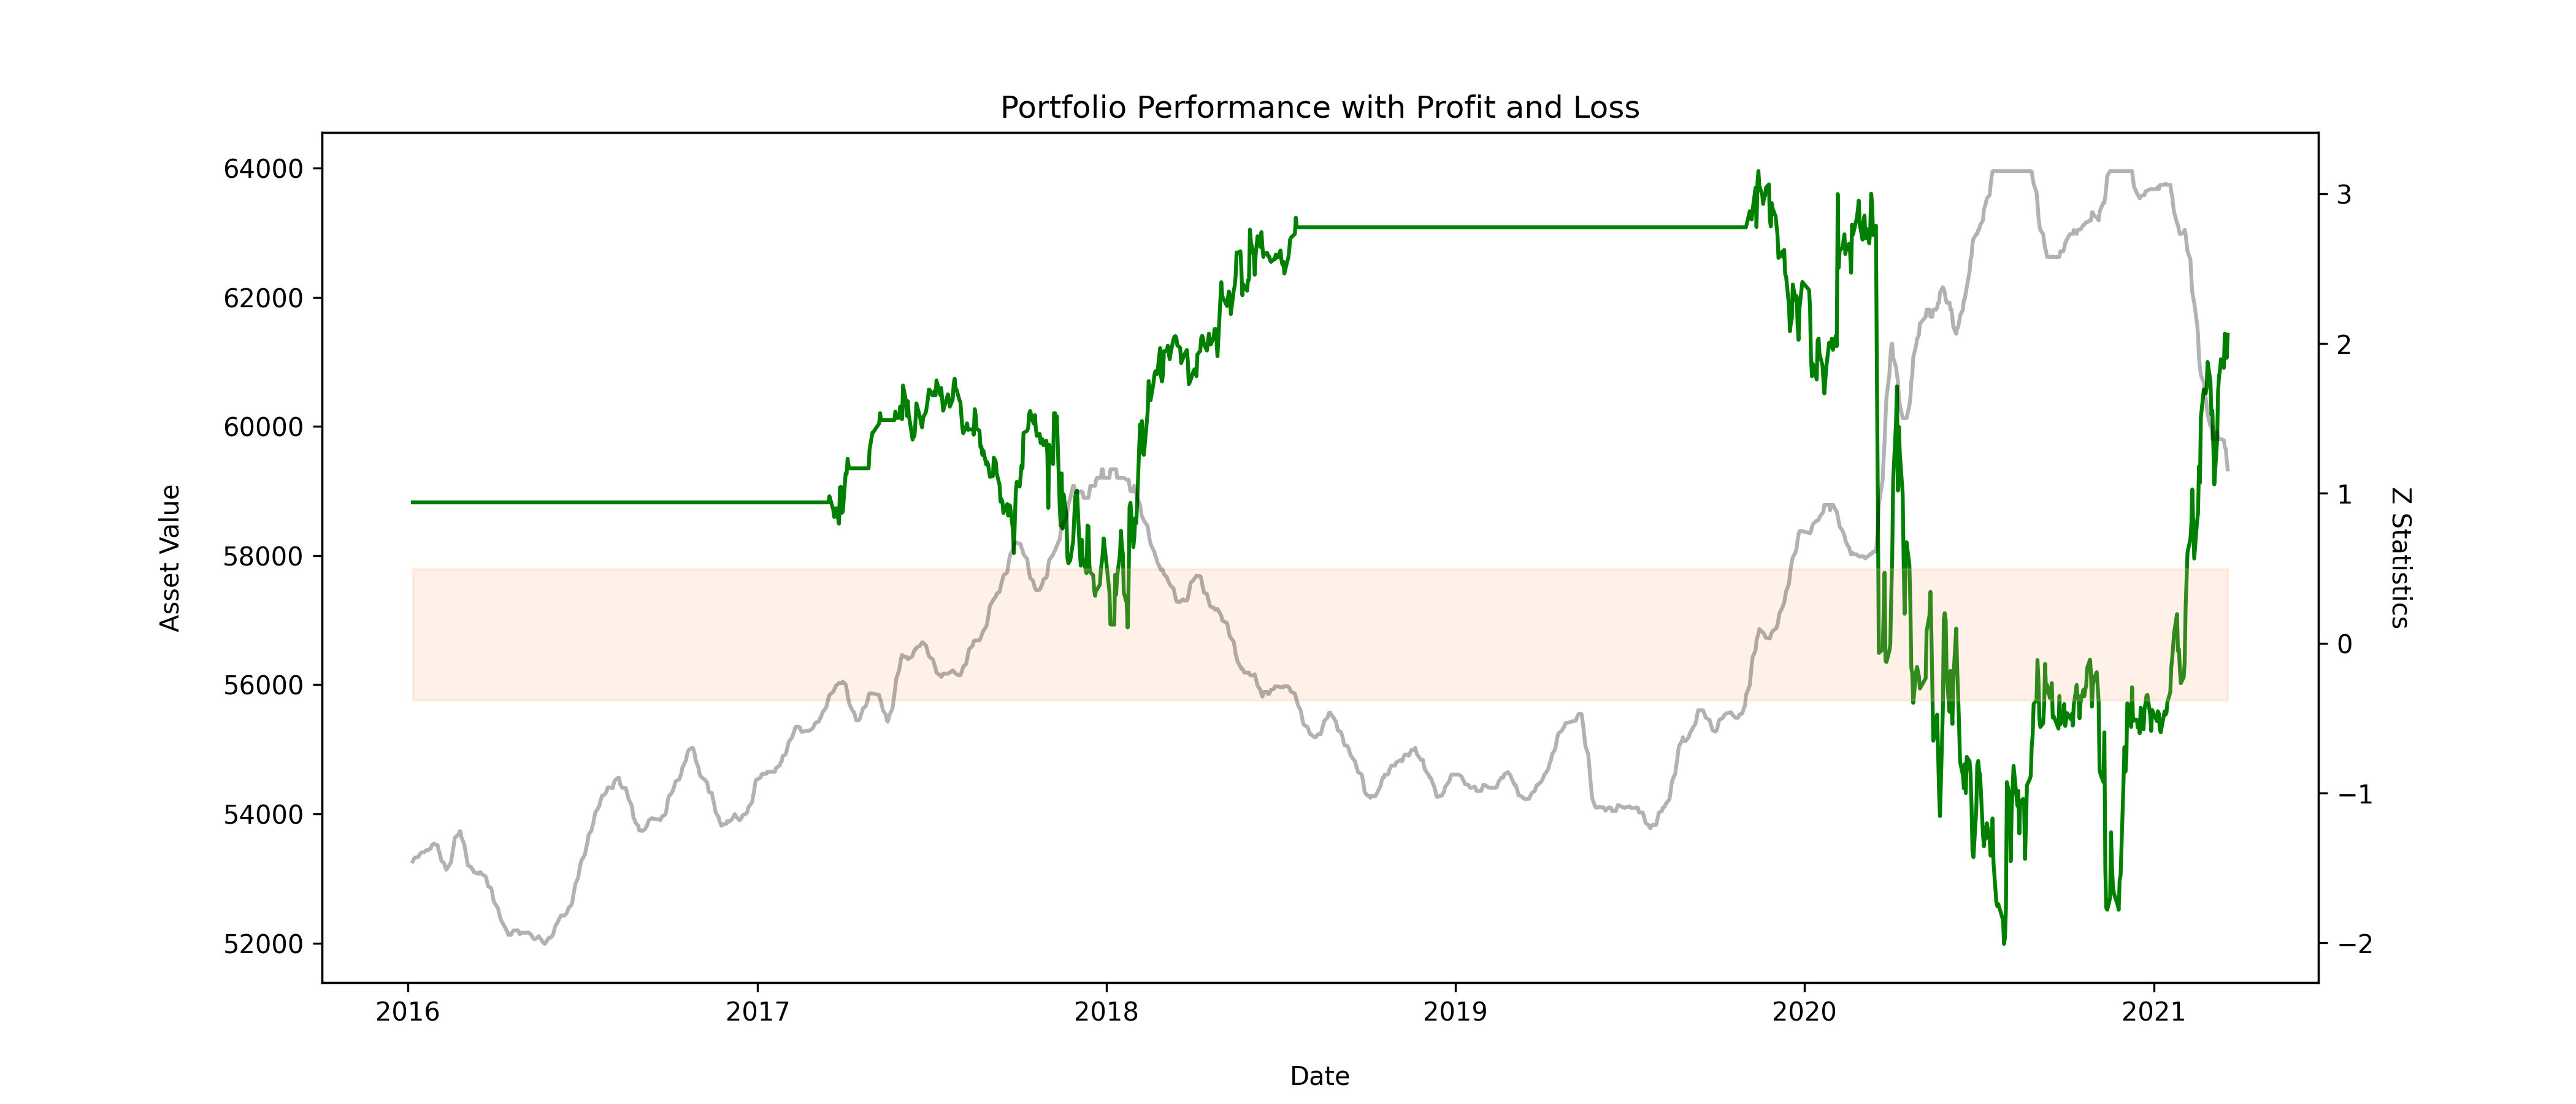 Portfolio Performance with Profit and Loss
64000
62000
60000
58000
56000
54000
52000
Asset Value
3
2
1
0
−1
−2
Z Statistics
2016 2017 2018 2019 2020 2021
Date